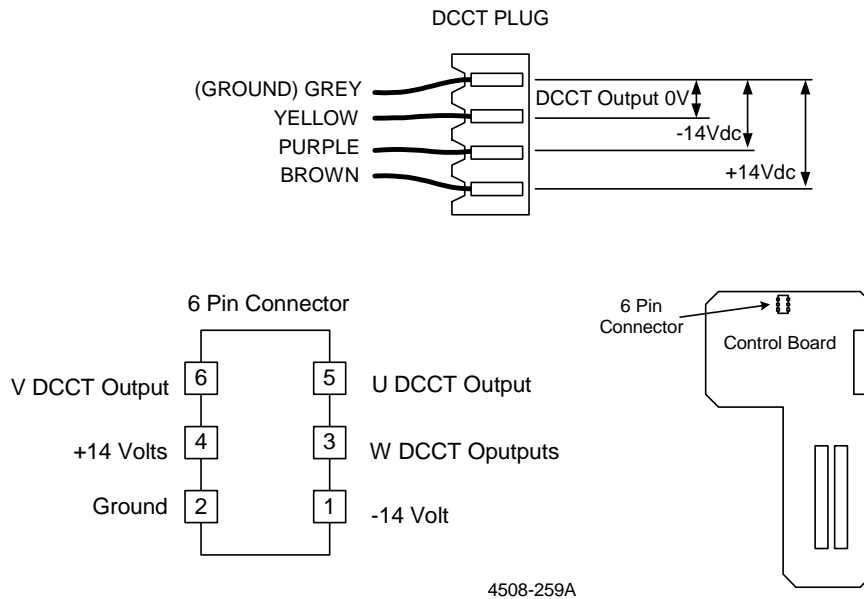 DCCT PLUG
(GROUND) GREY
YELLOW
PURPLE
BROWN
DCCT Output 0V
-14Vdc
+14Vdc
6 Pin Connector
V DCCT Output
6
5
U DCCT Output
+14 Volts
4
3
W DCCT Oputputs
Ground
2
1
-14 Volt
6 Pin
Connector
Control Board
4508-259A